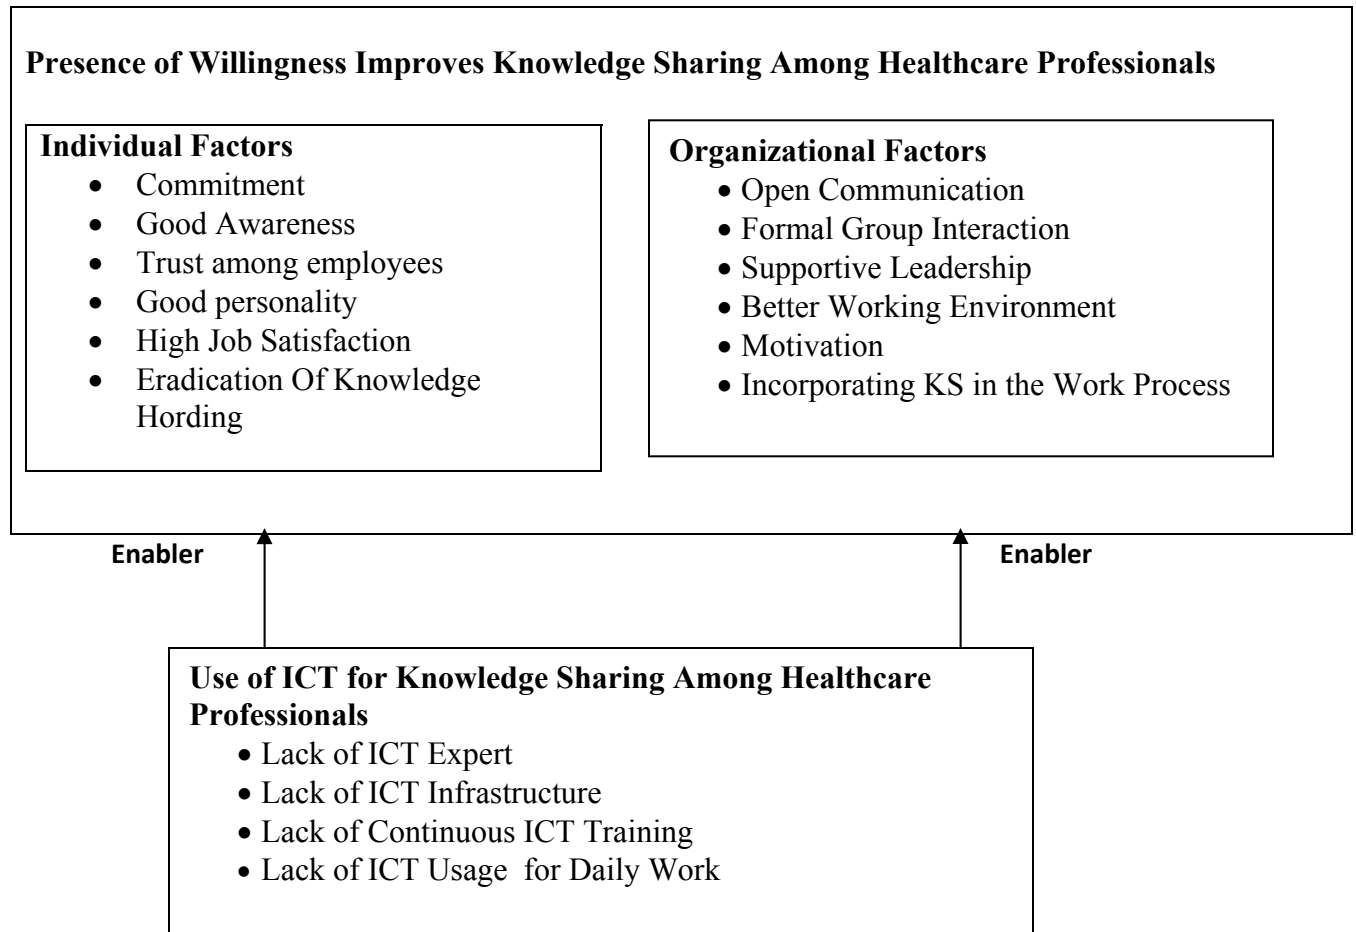 Presence of Willingness Improves Knowledge Sharing Among Healthcare Professionals
Individual Factors
• Commitment
• Good Awareness
• Trust among employees
• Good personality
• High Job Satisfaction
• Eradication Of Knowledge
Hording
Organizational Factors
• Open Communication
• Formal Group Interaction
• Supportive Leadership
• Better Working Environment
• Motivation
• Incorporating KS in the Work Process
Enabler
Enabler
Use of ICT for Knowledge Sharing Among Healthcare
Professionals
• Lack of ICT Expert
• Lack of ICT Infrastructure
• Lack of Continuous ICT Training
• Lack of ICT Usage  for Daily Work